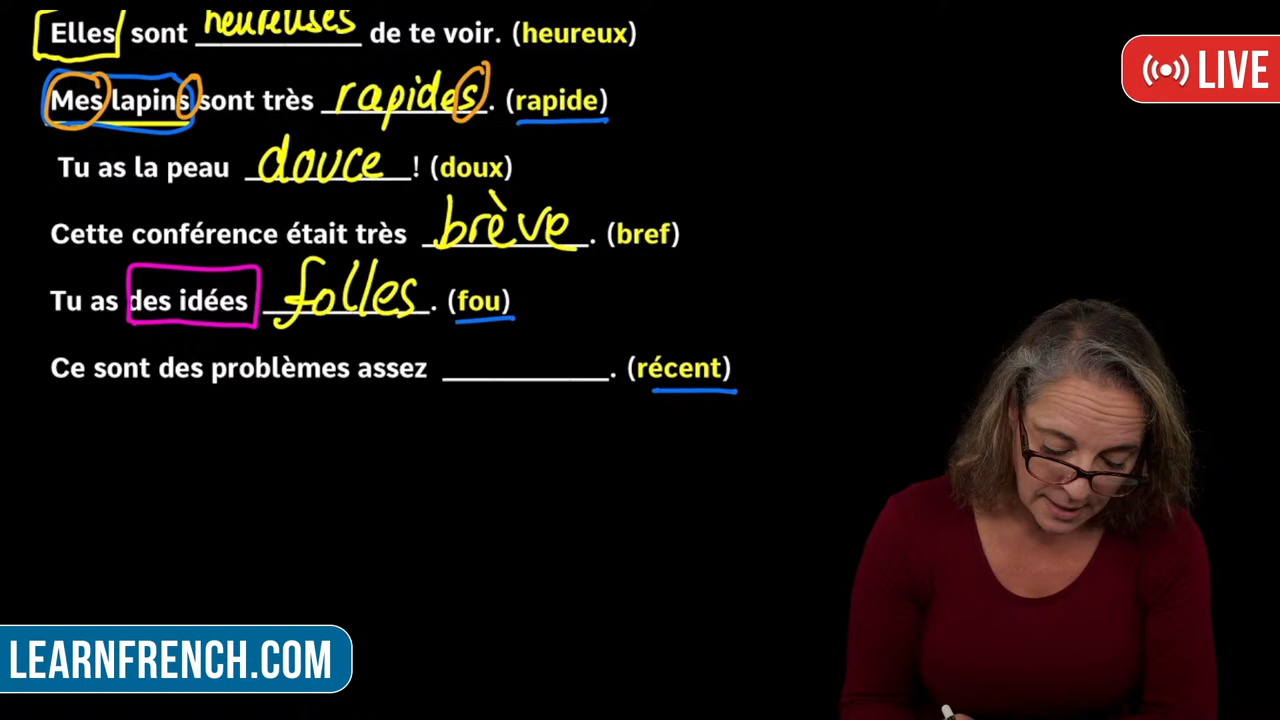 Elles sont heureuses de te voir. (heureux)
Mes lapins sont très rapides. (rapide)
Tu as la peau douce ! (doux)
Cette conférence était très brève. (bref)
Tu as des idées folles. (fou)
Ce sont des problèmes assez __________. (récent)
LIVE
LEARNFRENCH.COM